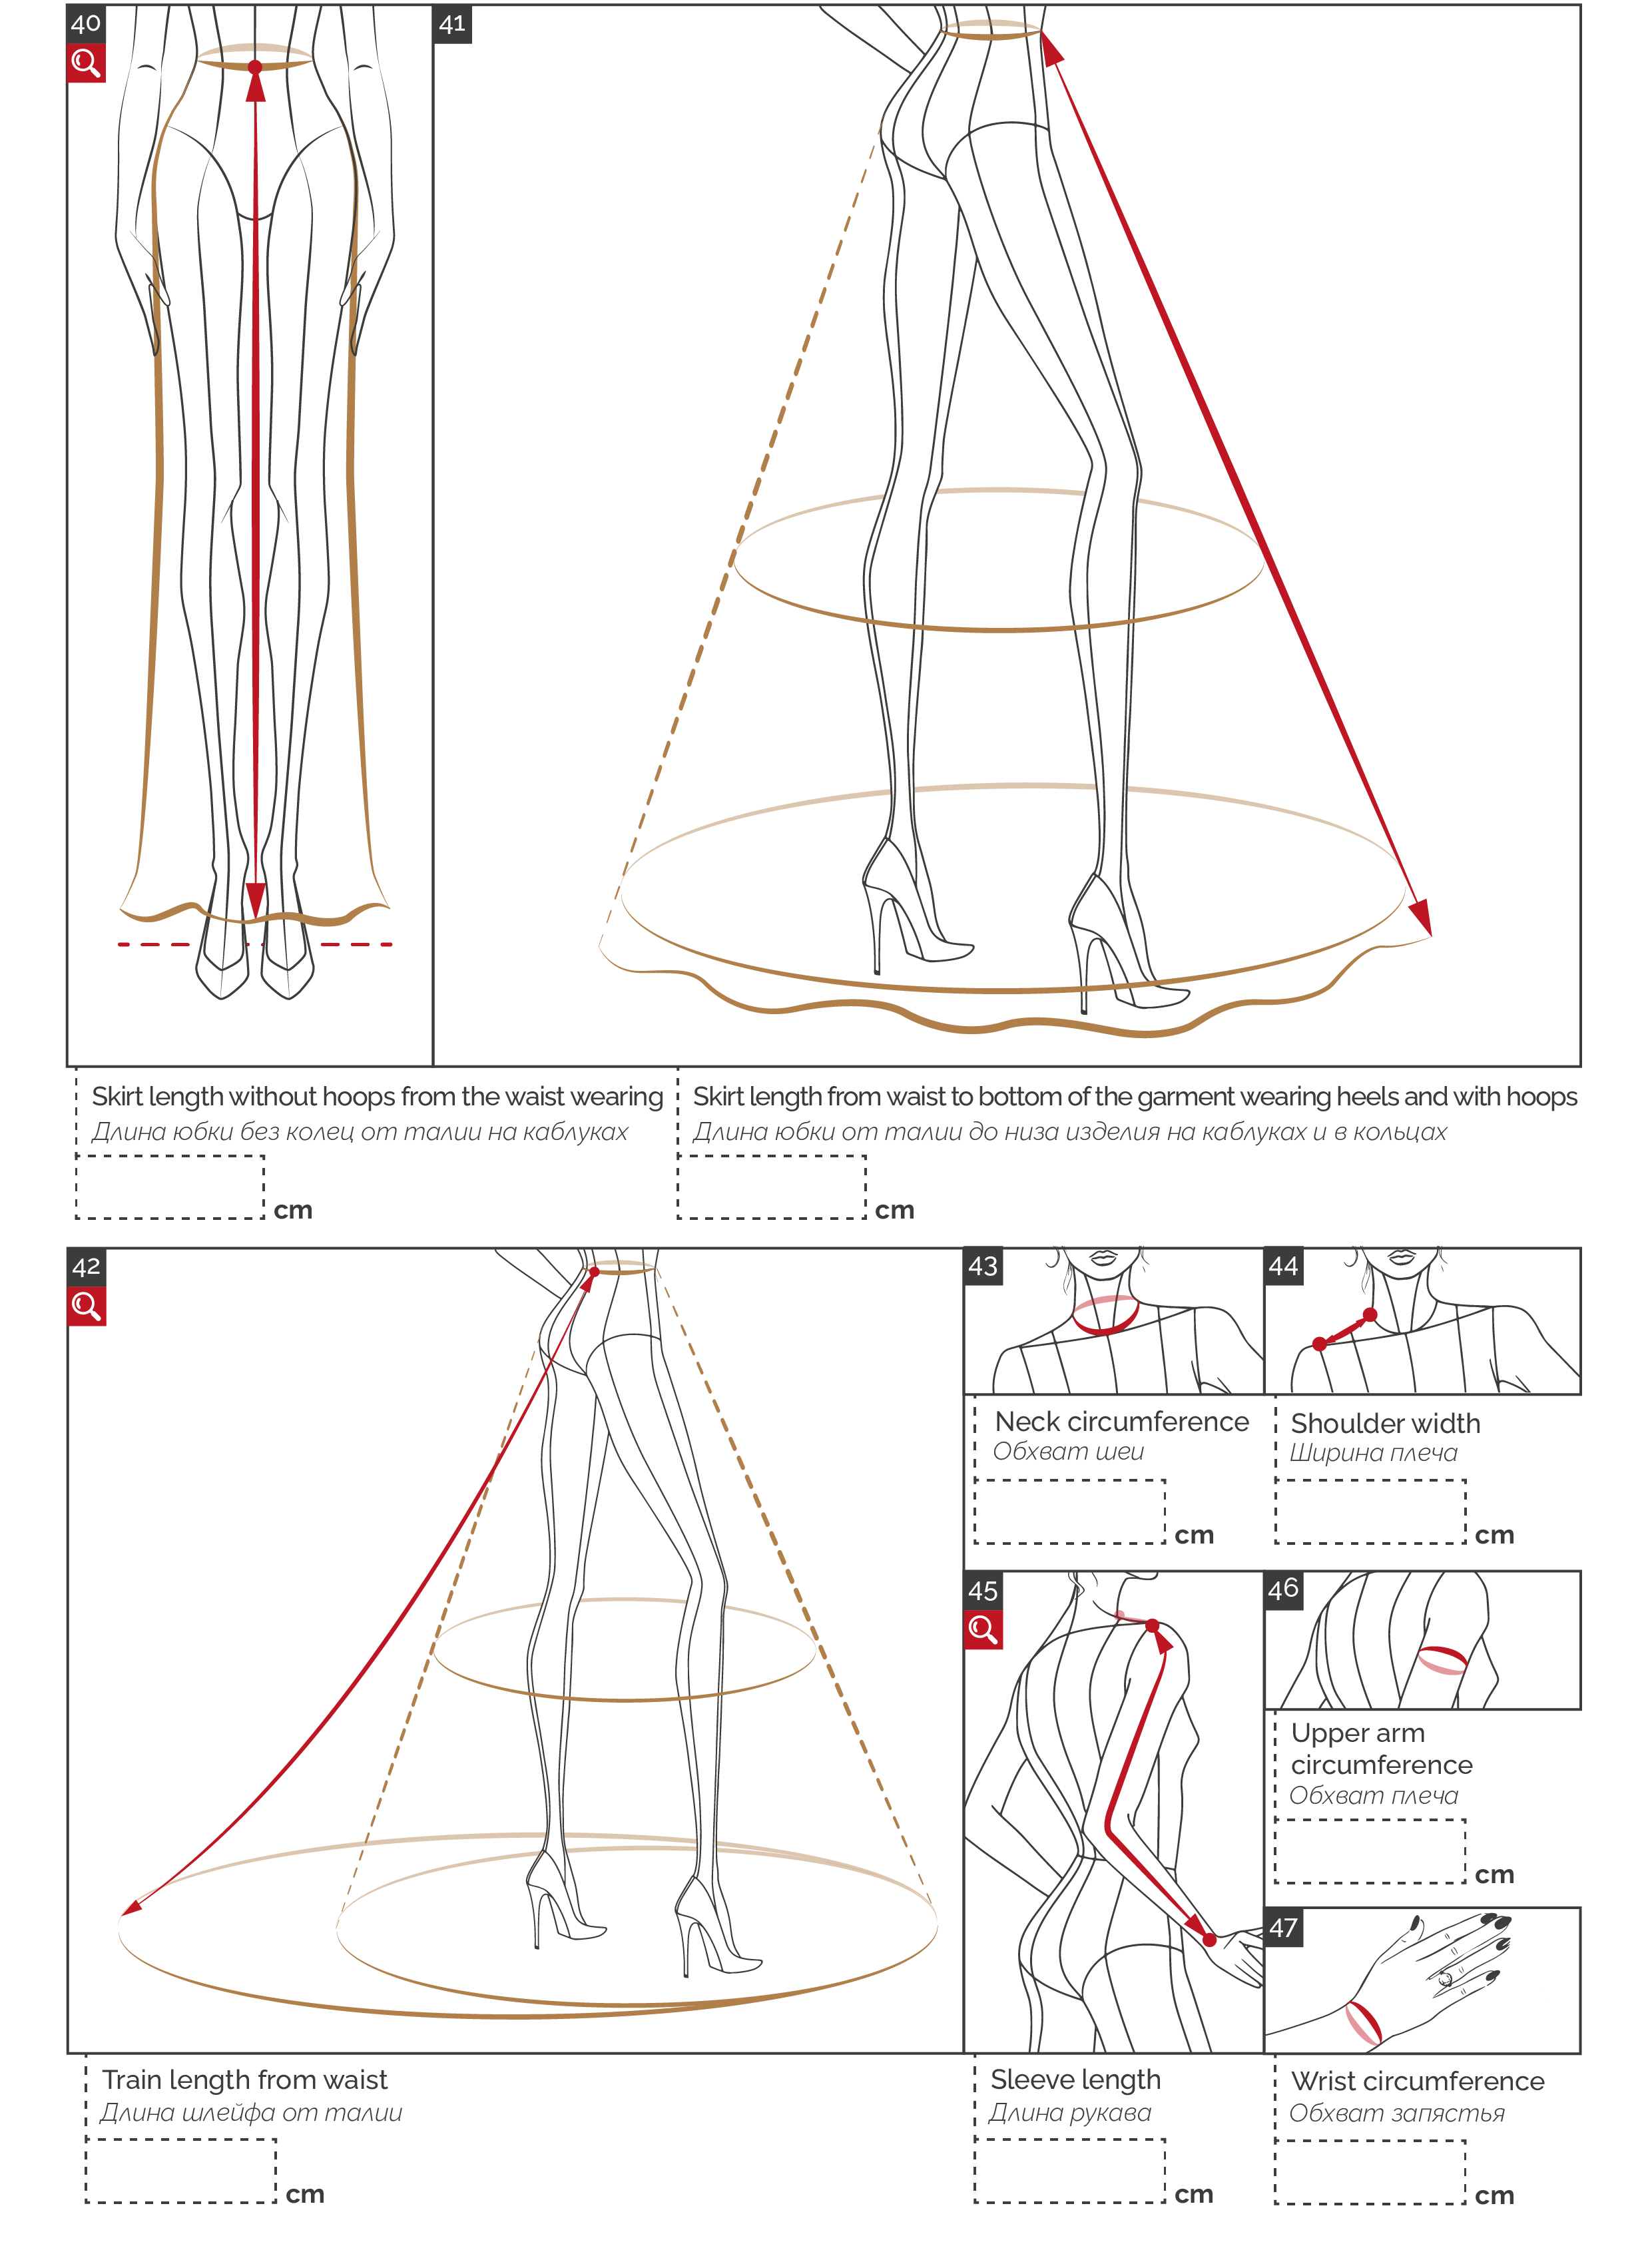 40
41
Skirt length without hoops from the waist wearing
Длина юбки без колец от талии на каблуках
cm
Skirt length from waist to bottom of the garment wearing heels and with hoops
Длина юбки от талии до низа изделия на каблуках и в кольцах
cm
42
43
44
Neck circumference
Обхват шеи
cm
Shoulder width
Ширина плеча
cm
45
46
Upper arm
circumference
Обхват плеча
cm
47
Train length from waist
Длина шлейфа от талии
cm
Sleeve length
Длина рукава
cm
Wrist circumference
Обхват запястья
cm